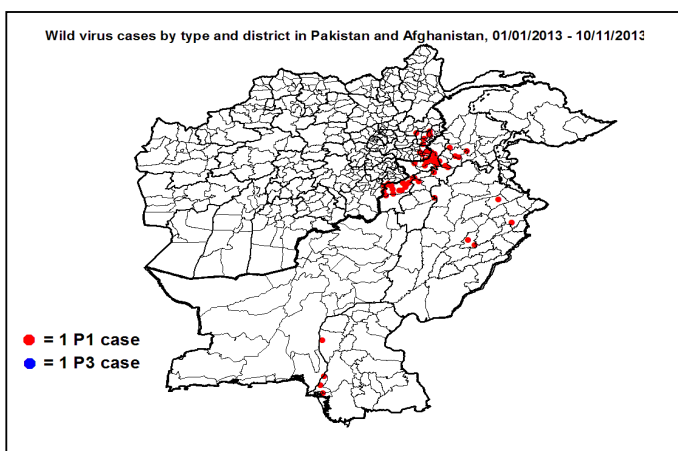 Wild virus cases by type and district in Pakistan and Afghanistan, 01/01/2013 - 10/11/2013
= 1 P1 case
= 1 P3 case